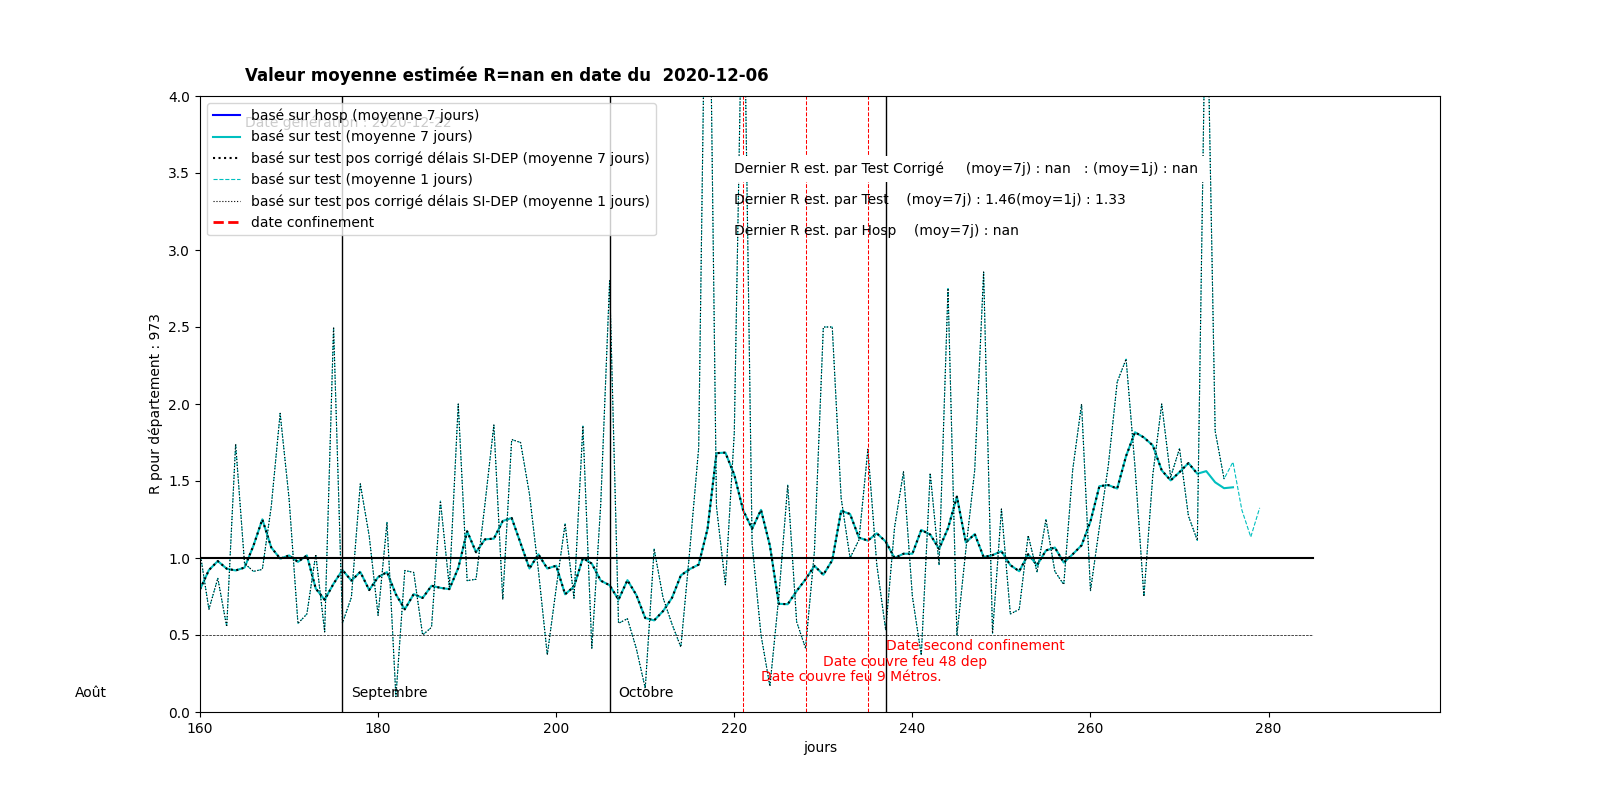 Valeur moyenne estimée R=nan en date du  2020-12-06
basé sur hosp (moyenne 7 jours)
Date génération : 2020-12-22
basé sur test (moyenne 7 jours)
basé sur test pos corrigé délais SI-DEP (moyenne 7 jours)
basé sur test (moyenne 1 jours)
basé sur test pos corrigé délais SI-DEP (moyenne 1 jours)
date confinement
Dernier R est. par Test Corrigé (moy=7j) : nan : (moy=1j) : nan
Dernier R est. par Test (moy=7j) : 1.46(moy=1j) : 1.33
Dernier R est. par Hosp (moy=7j) : nan
4.0
3.5
3.0
2.5
2.0
1.5
1.0
0.5
0.0
R pour département : 973
Date second confinement
Date couvre feu 48 dep
Date couvre feu 9 Métros.
Août
Septembre
Octobre
160
180
200
220
240
260
280
jours